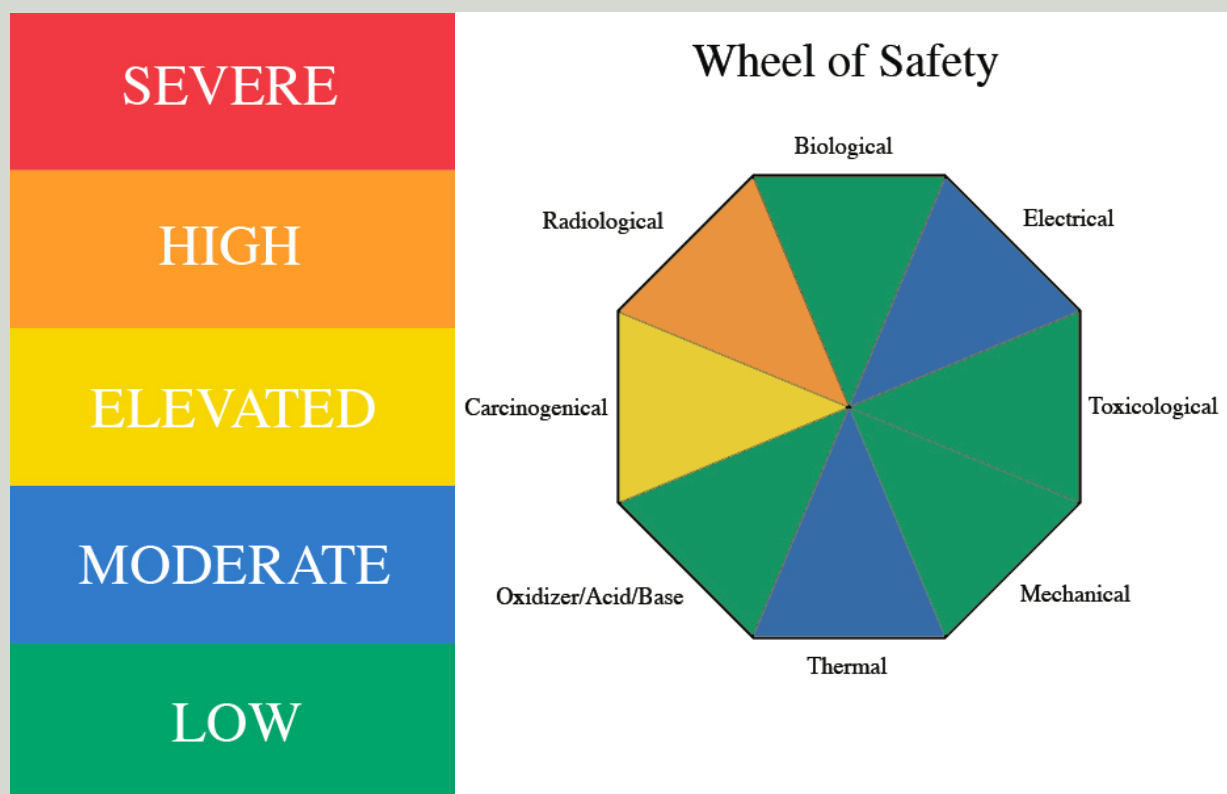 SEVERE
HIGH
ELEVATED
MODERATE
LOW
Wheel of Safety
Biological
Radiological
Electrical
Carcinogenical
Toxicological
Oxidizer/Acid/Base
Mechanical
Thermal